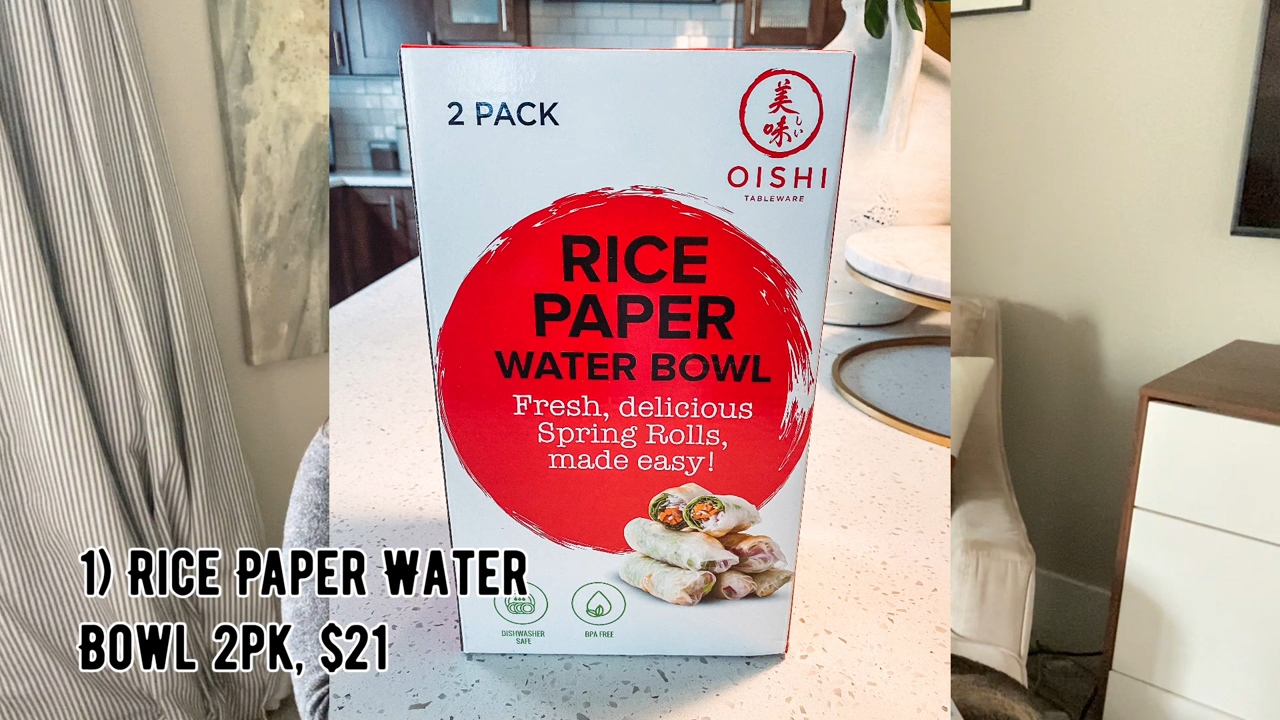 2 PACK
美
味
しい
OISHI
TABLEWARE
RICE
PAPER
WATER BOWL
Fresh, delicious
Spring Rolls,
made easy!
DISHWASHER
SAFE
BPA FREE
1) RICE PAPER WATER
BOWL 2PK, $21